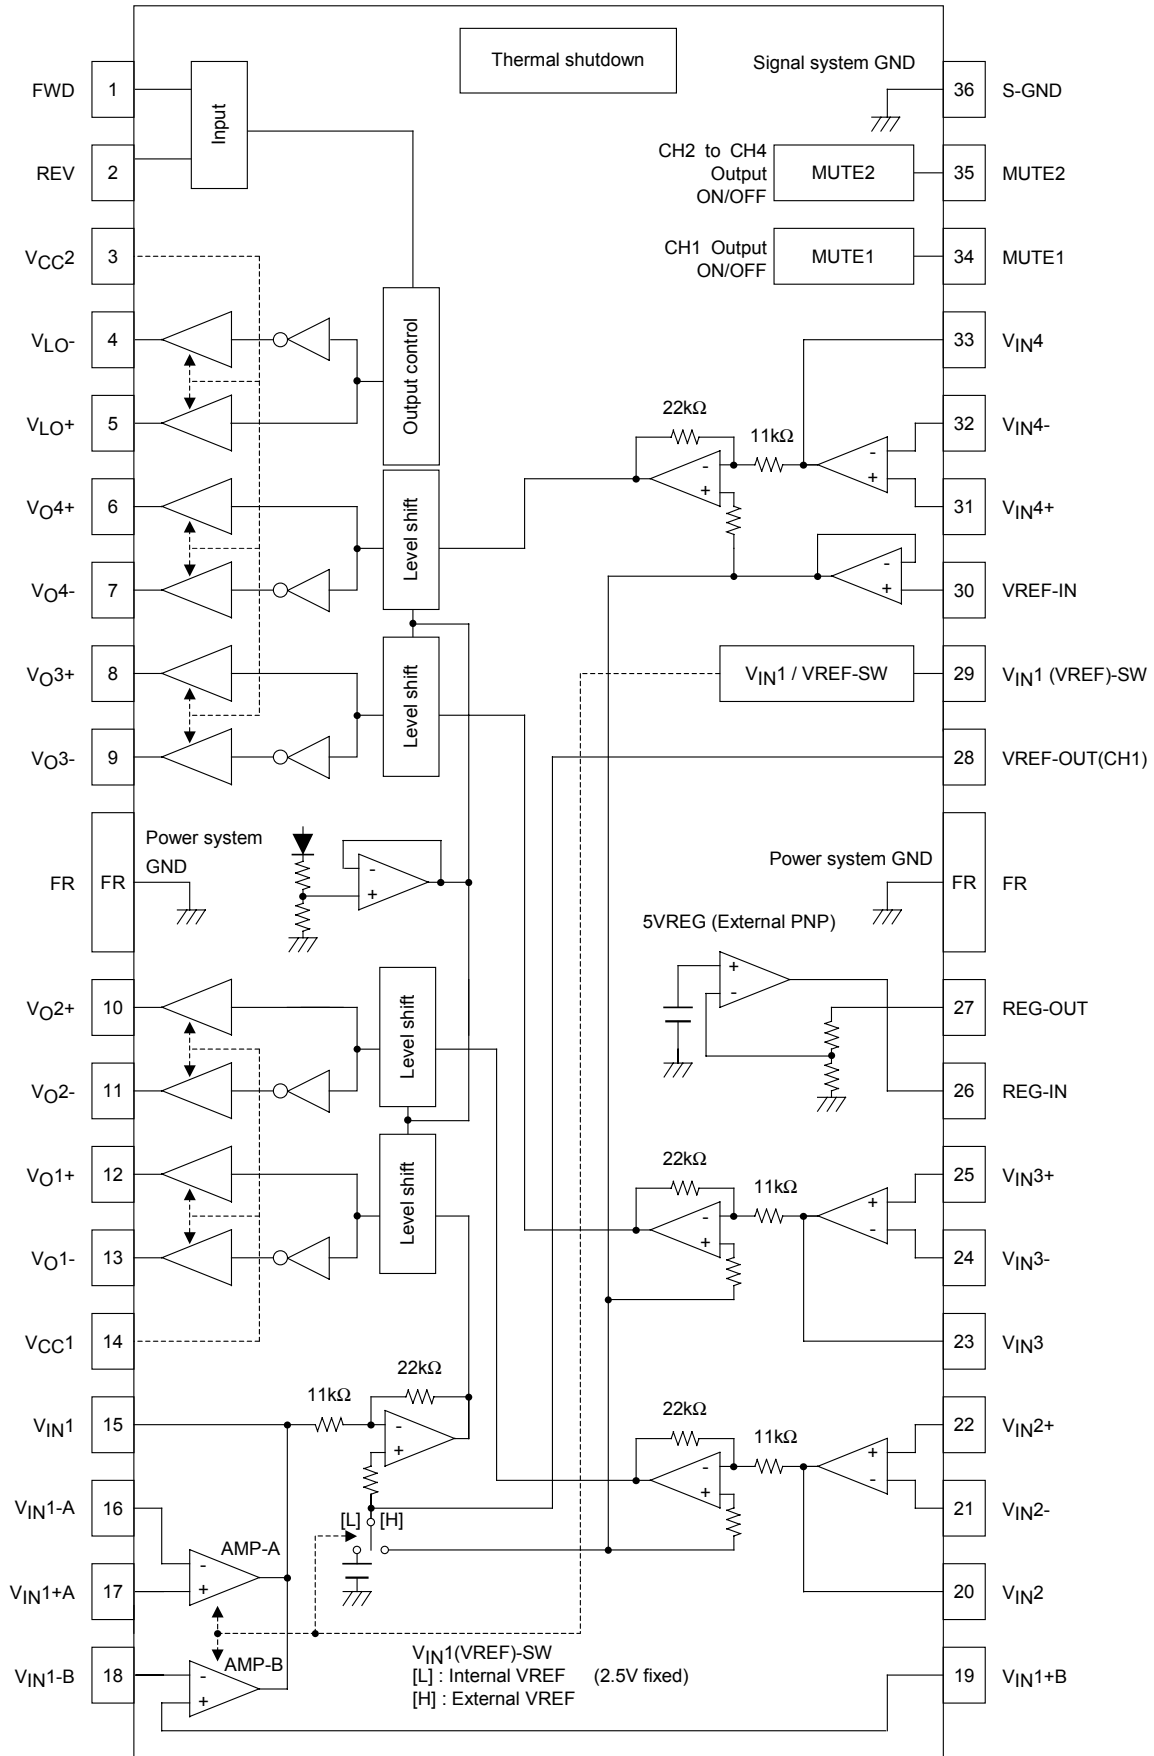 Thermal shutdown
Signal system GND
FWD 1
Input
36 S-GND
REV 2
CH2 to CH4
Output
ON/OFF
MUTE2
35 MUTE2
VCC2 3
CH1 Output
ON/OFF
MUTE1
34 MUTE1
VLO- 4
Output control
33 VIN4
VLO+ 5
22kΩ
11kΩ
-
+
-
+
32 VIN4-
VO4+ 6
Level shift
31 VIN4+
VO4- 7
-
+
30 VREF-IN
VO3+ 8
Level shift
VIN1 / VREF-SW
29 VIN1 (VREF)-SW
VO3- 9
28 VREF-OUT(CH1)
Power system
GND
FR FR
-
+
Power system GND
FR FR
5VREG (External PNP)
+
-
VO2+ 10
Level shift
27 REG-OUT
VO2- 11
26 REG-IN
VO1+ 12
Level shift
22kΩ
11kΩ
-
+
+
-
25 VIN3+
VO1- 13
24 VIN3-
VCC1 14
23 VIN3
VIN1 15
11kΩ
22kΩ
-
+
22kΩ
11kΩ
-
+
+
-
22 VIN2+
VIN1-A 16
[L]
[H]
21 VIN2-
AMP-A
-
+
VIN1+A 17
20 VIN2
VIN1-B 18
AMP-B
-
+
VIN1(VREF)-SW
[L] : Internal VREF (2.5V fixed)
[H] : External VREF
19 VIN1+B